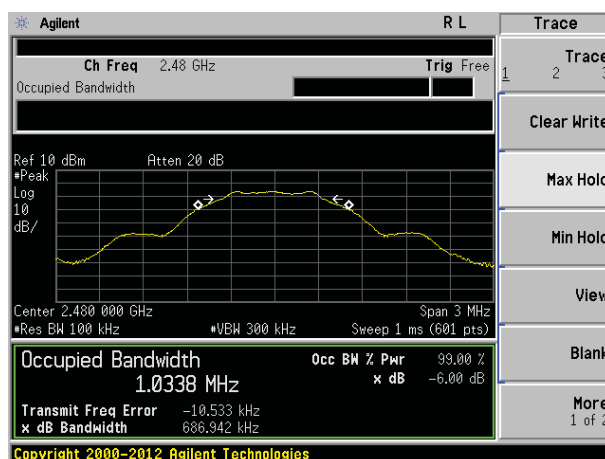 Agilent
R L
Trace
Ch Freq 2.48 GHz
Trig Free
Occupied Bandwidth
Trace
1 2 3
Clear Write
Max Hold
Min Hold
View
Blank
More
1 of 2
Ref 10 dBm Atten 20 dB
#Peak
Log
10
dB/
Center 2.480 000 GHz
Span 3 MHz
#Res BW 100 kHz
#VBW 300 kHz
Sweep 1 ms (601 pts)
Occupied Bandwidth
1.0338 MHz
Occ BW % Pwr 99.00 %
x dB -6.00 dB
Transmit Freq Error -10.533 kHz
x dB Bandwidth 686.942 kHz
Copyright 2000-2012 Agilent Technologies